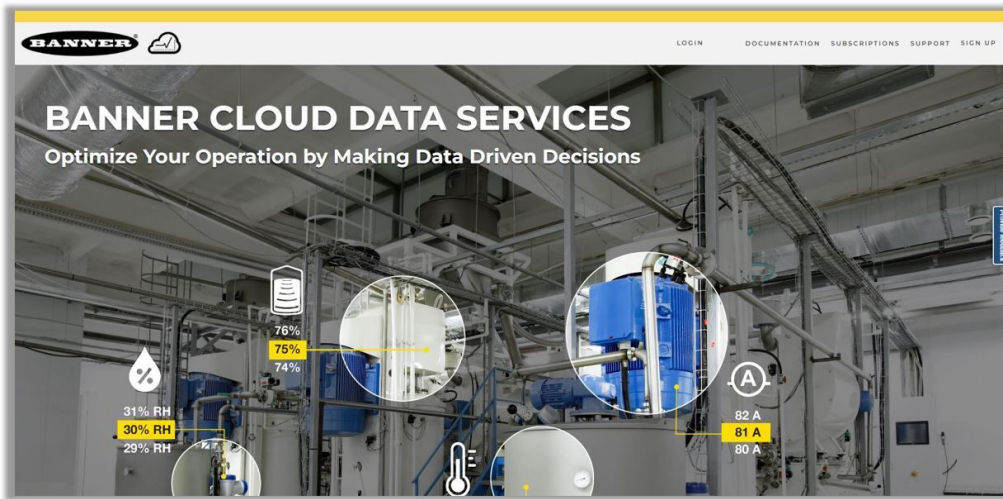 BANNER
LOGIN DOCUMENTATION SUBSCRIPTIONS SUPPORT SIGN UP
BANNER CLOUD DATA SERVICES
Optimize Your Operation by Making Data Driven Decisions
76%
75%
74%
%
31% RH
30% RH
29% RH
A
82 A
81 A
80 A